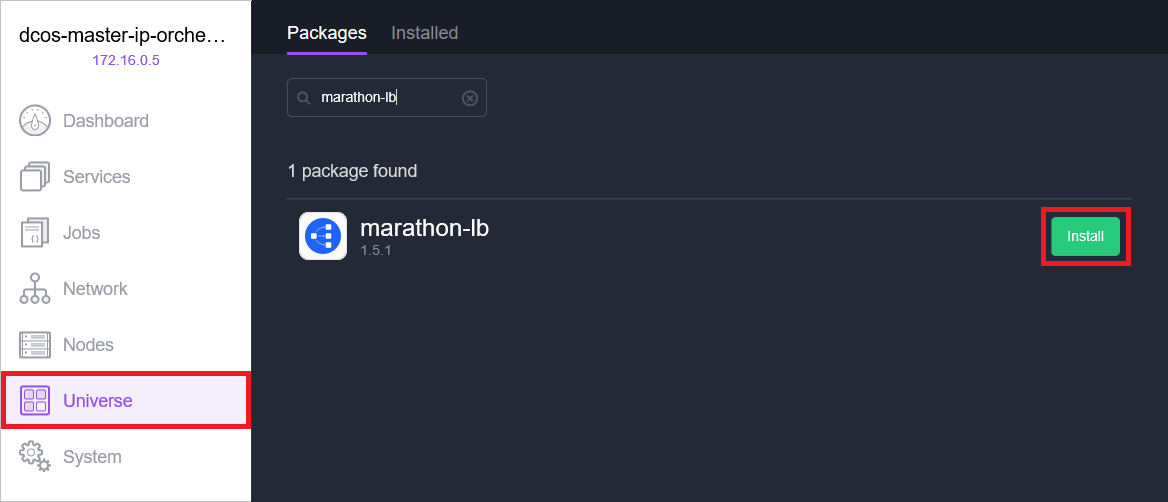 dcos-master-ip-orche…
172.16.0.5
Dashboard
Services
Jobs
Network
Nodes
Universe
System
Packages Installed
marathon-lb
1 package found
marathon-lb
1.5.1
Install